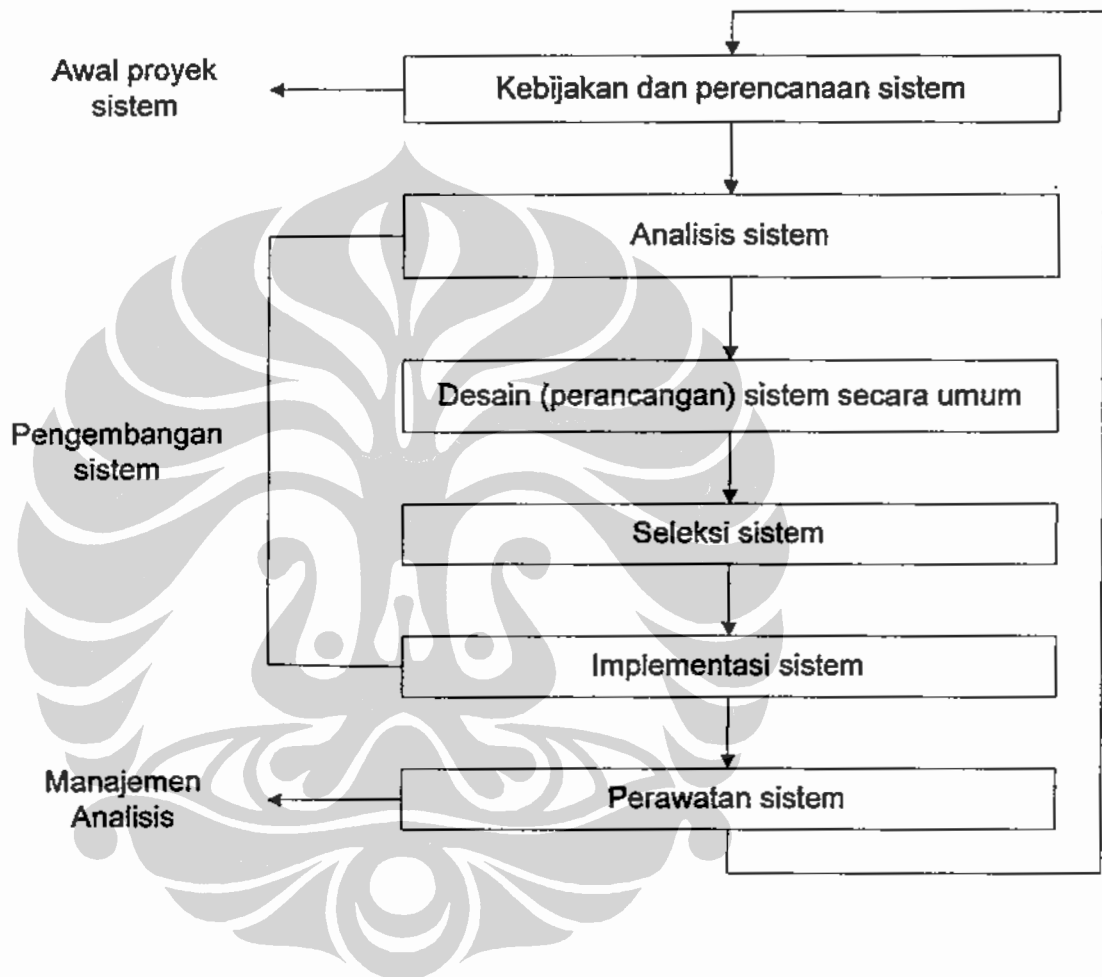 Awal proyek
sistem
Kebijakan dan perencanaan sistem
Analisis sistem
Desain (perancangan) sistem secara umum
Pengembangan
sistem
Seleksi sistem
Implementasi sistem
Manajemen
Analisis
Perawatan sistem